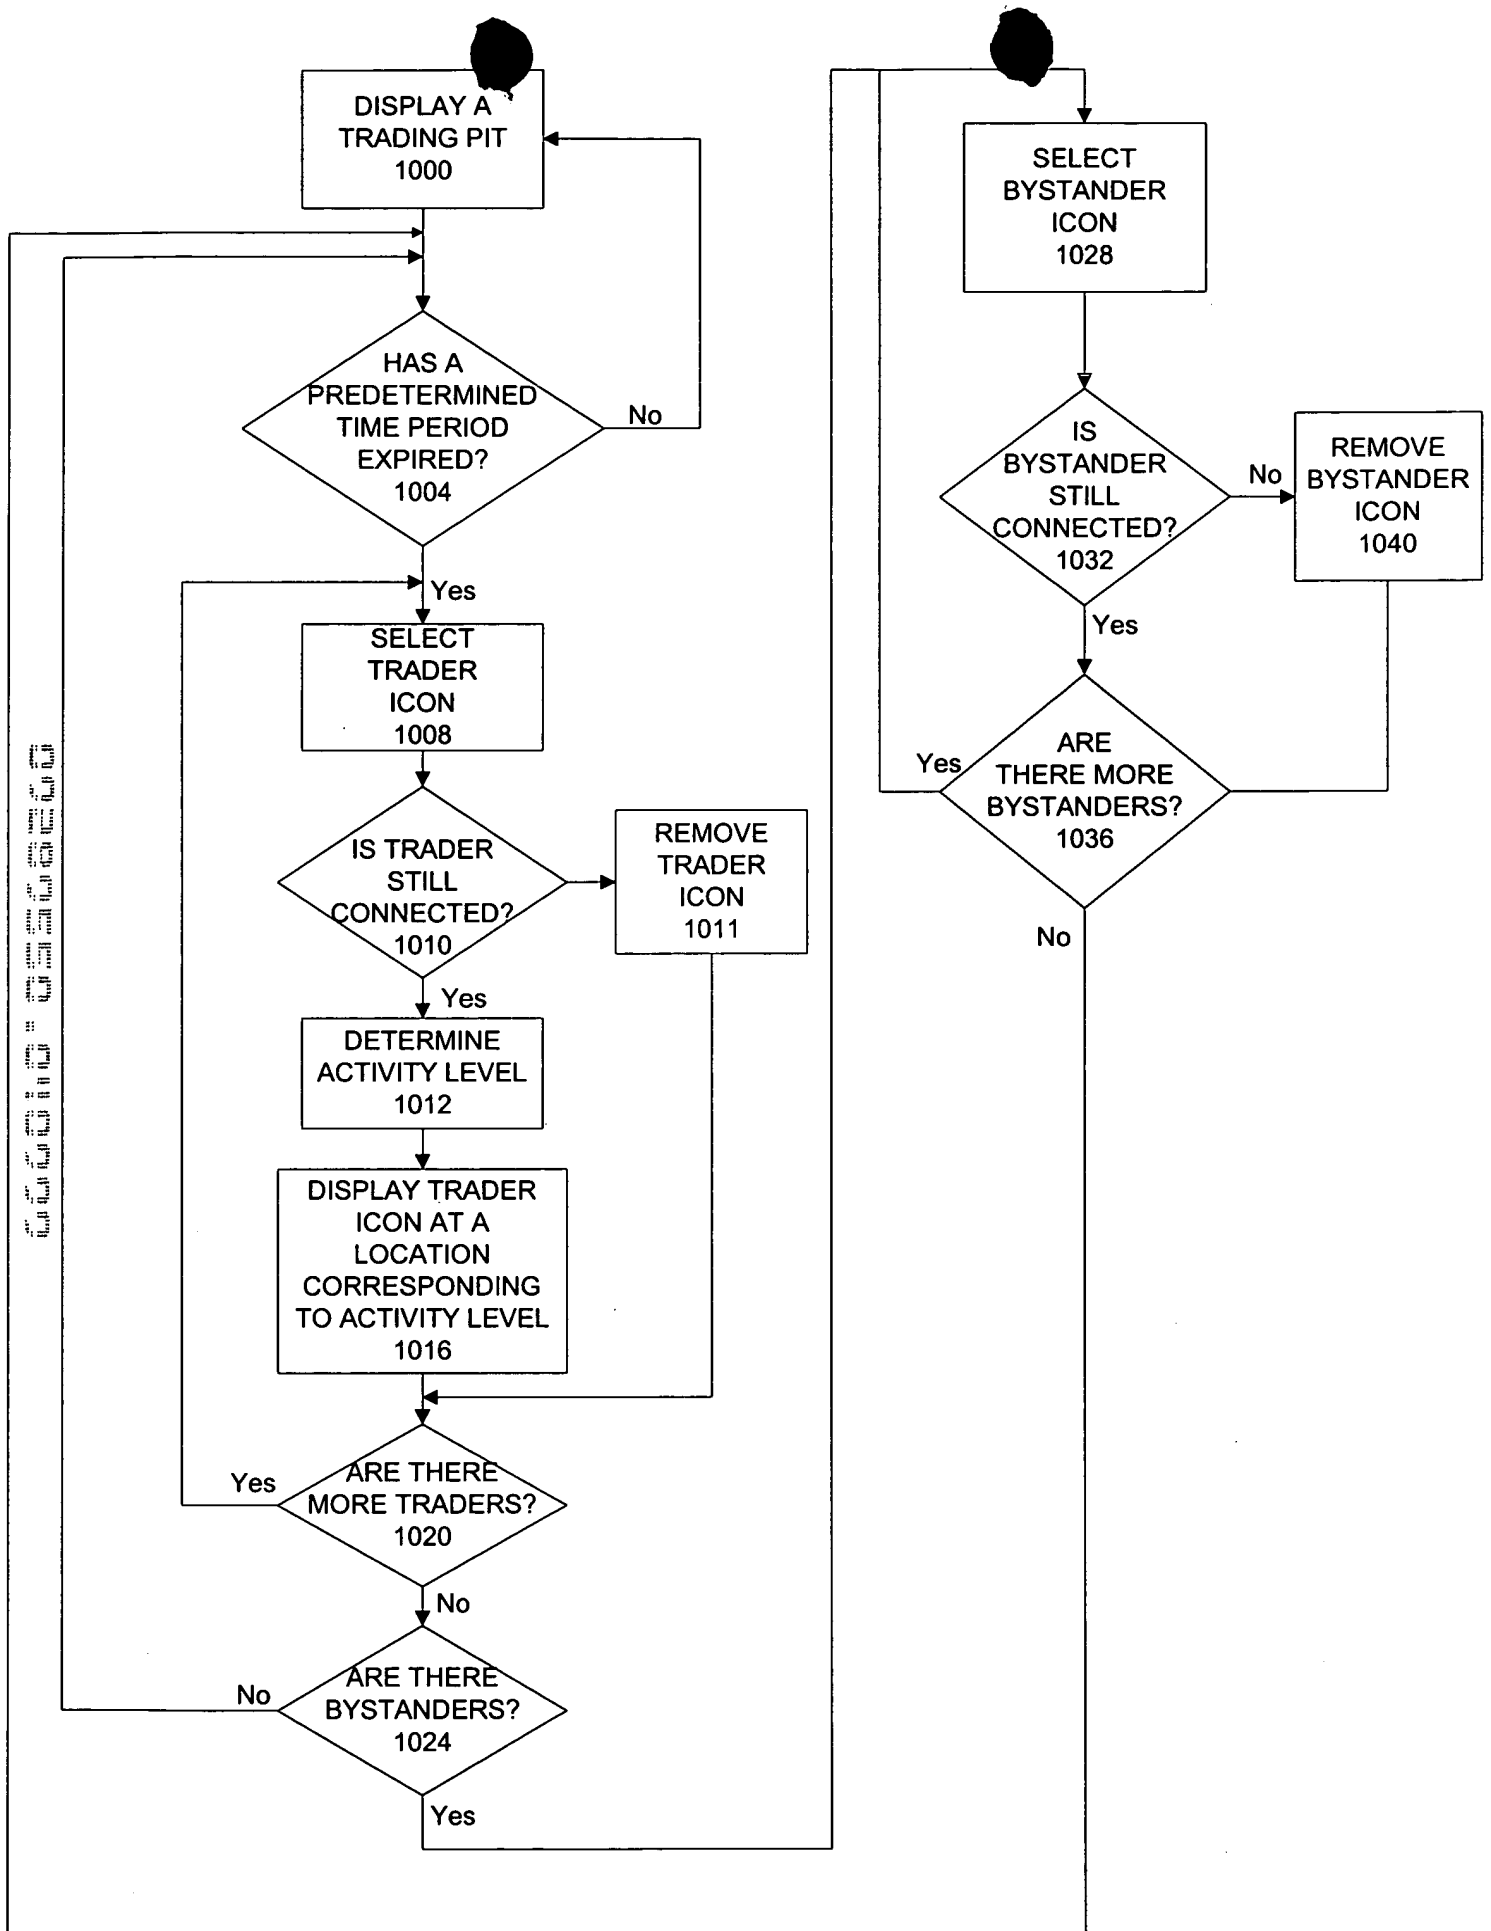 DISPLAY A
TRADING PIT
1000
HAS A
PREDETERMINED
TIME PERIOD
EXPIRED?
1004
No
Yes
SELECT
TRADER
ICON
1008
IS TRADER
STILL
CONNECTED?
1010
REMOVE
TRADER
ICON
1011
Yes
DETERMINE
ACTIVITY LEVEL
1012
DISPLAY TRADER
ICON AT A
LOCATION
CORRESPONDING
TO ACTIVITY LEVEL
1016
Yes
ARE THERE
MORE TRADERS?
1020
No
No
ARE THERE
BYSTANDERS?
1024
Yes
SELECT
BYSTANDER
ICON
1028
IS
BYSTANDER
STILL
CONNECTED?
1032
No
REMOVE
BYSTANDER
ICON
1040
Yes
Yes
ARE
THERE MORE
BYSTANDERS?
1036
No